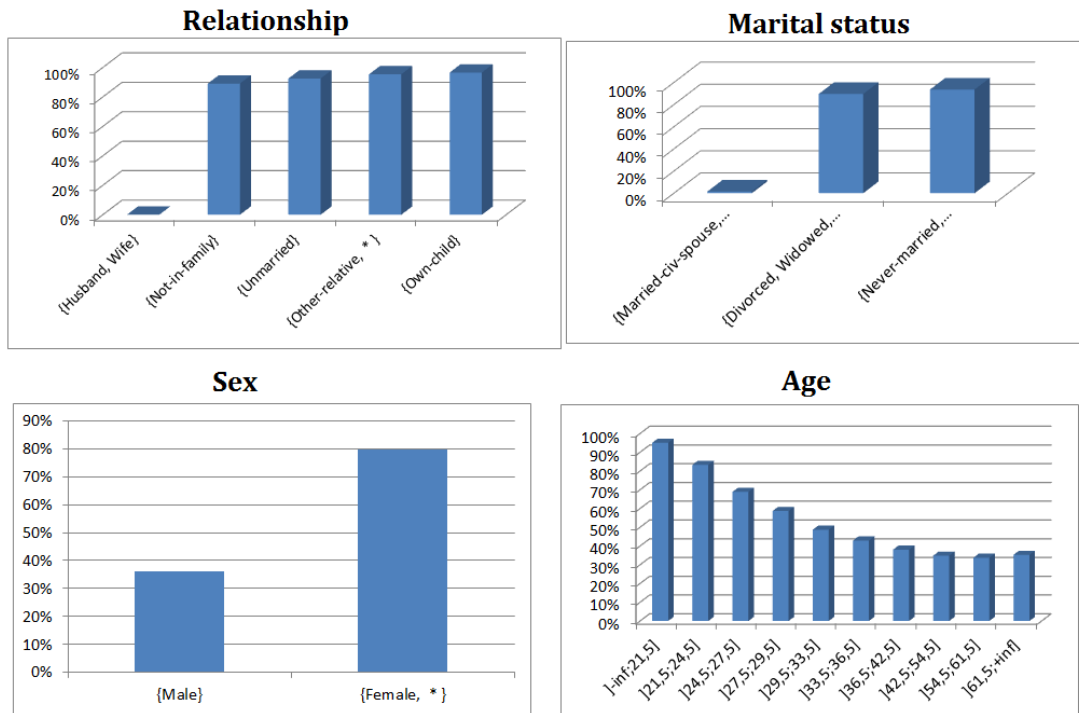 Relationship
100%
80%
60%
40%
20%
0%
{Husband, Wife}
{Not-in-family}
{Unmarried}
{Other-relative, * }
{Own-child}
Marital status
100%
80%
60%
40%
20%
0%
{Married-civ-spouse,...
{Divorced, Widowed,...
{Never-married,...
Sex
90%
80%
70%
60%
50%
40%
30%
20%
10%
0%
{Male}
{Female, * }
Age
100%
90%
80%
70%
60%
50%
40%
30%
20%
10%
0%
]-inf;21,5]
]21,5;24,5]
]24,5;27,5]
]27,5;29,5]
]29,5;33,5]
]33,5;36,5]
]36,5;42,5]
]42,5;54,5]
]54,5;61,5]
]61,5;+inf[